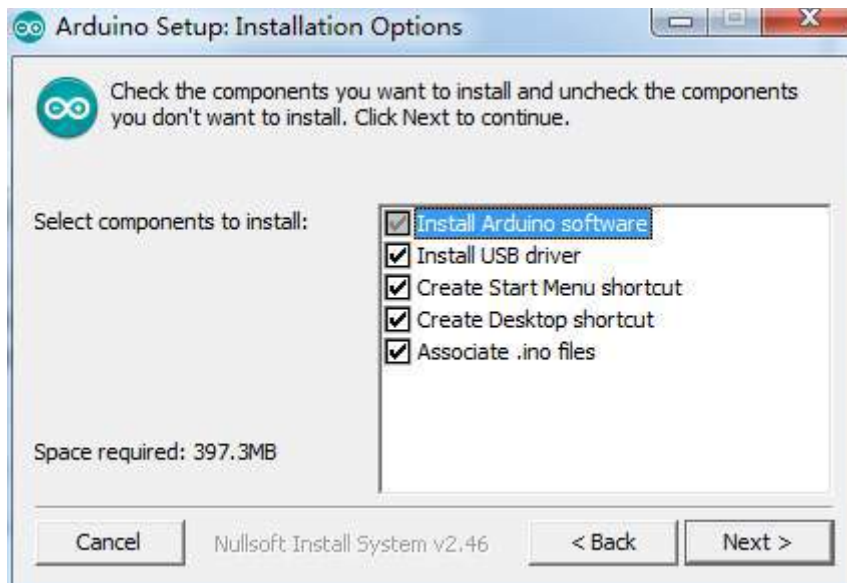 Arduino Setup: Installation Options
Check the components you want to install and uncheck the components
you don't want to install. Click Next to continue.
Select components to install:
Install Arduino software
Install USB driver
Create Start Menu shortcut
Create Desktop shortcut
Associate .ino files
Space required: 397.3MB
Cancel
Nullsoft Install System v2.46
< Back
Next >